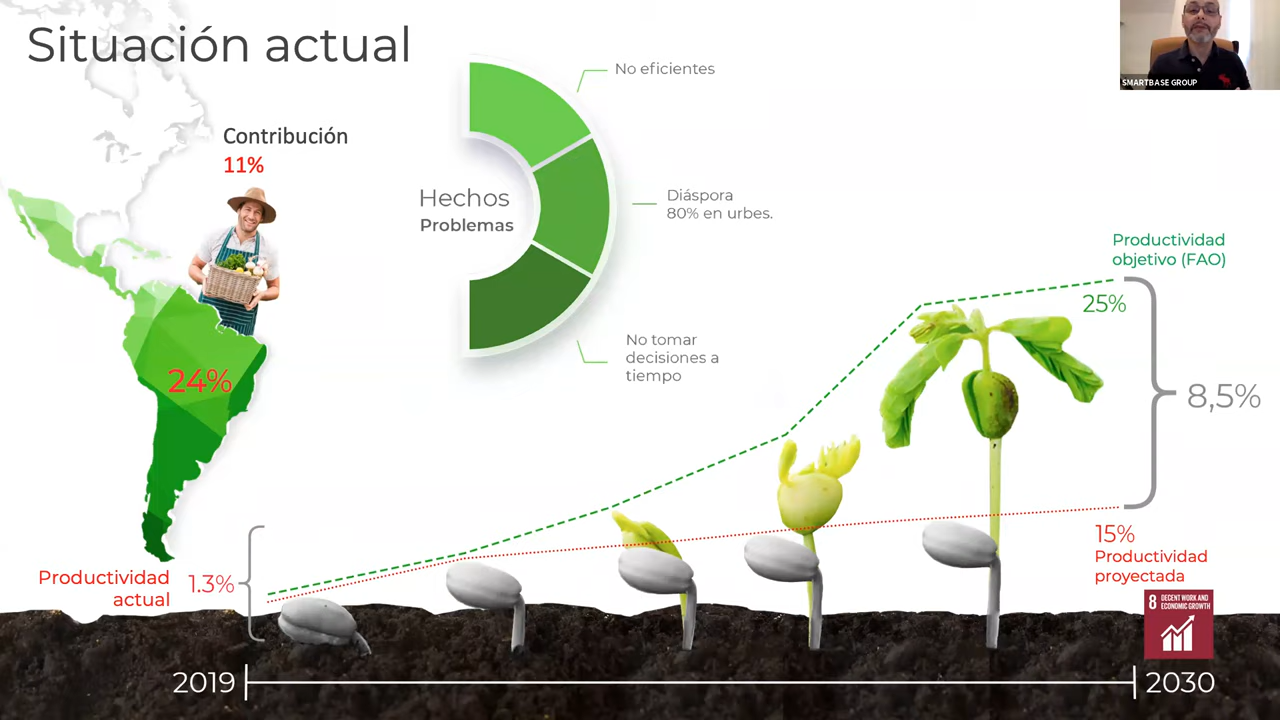 Situación actual
SMARTBASE GROUP
Contribución
11%
24%
Hechos
Problemas
No eficientes
Diáspora
80% en urbes.
No tomar
decisiones a
tiempo
Productividad
objetivo (FAO)
25%
8,5%
15%
Productividad
proyectada
Productividad
actual
1.3%
8 DECENT WORK AND
ECONOMIC GROWTH
2019
2030